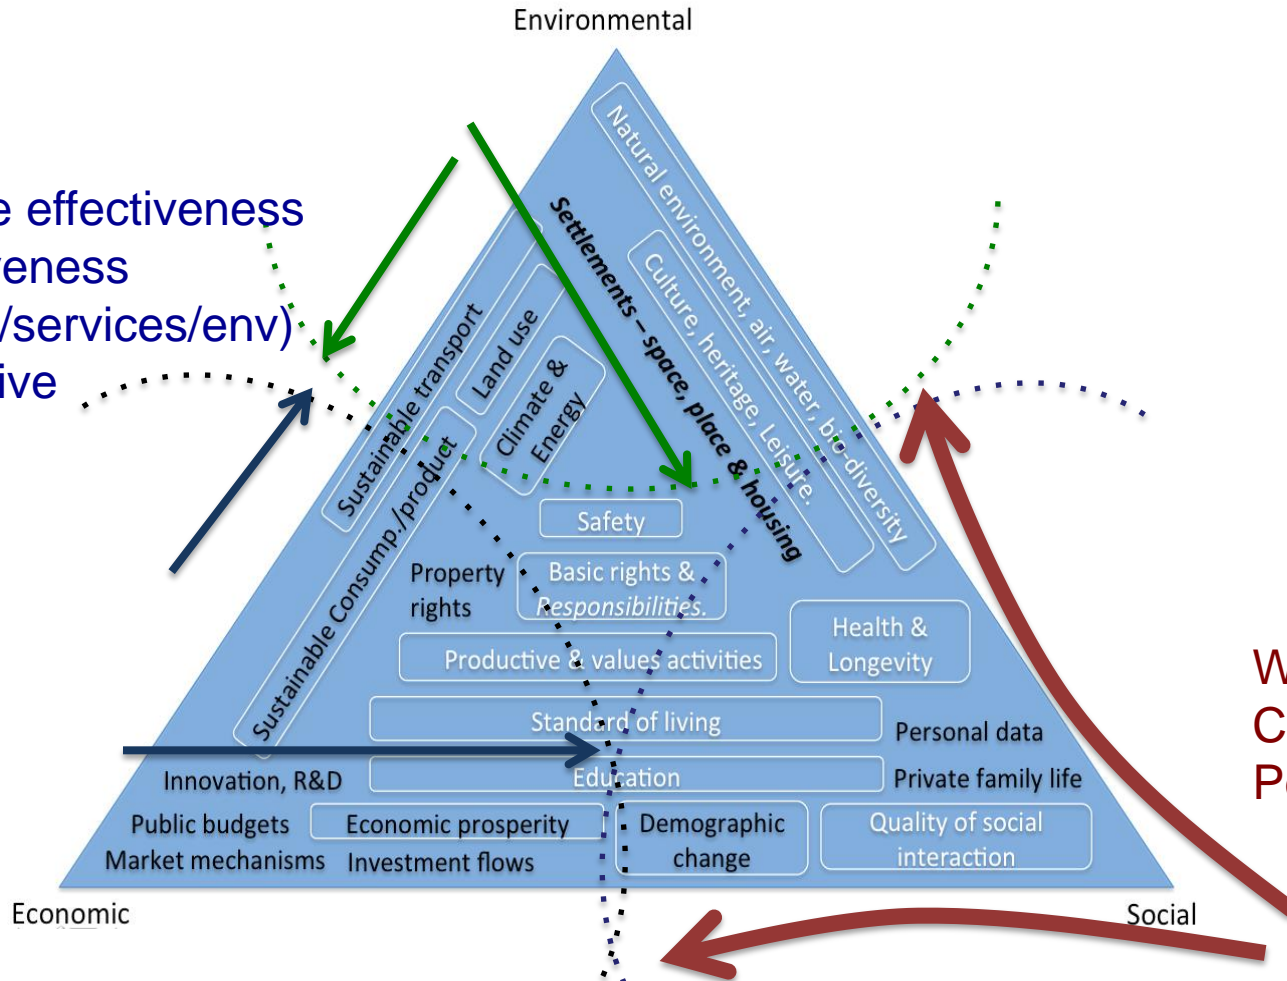 Environmental
e effectiveness
veness
/services/env)
ive
Natural environment, air, water, bio-diversity
Settlements – space, place & housing
Culture, heritage, Leisure.
Sustainable transport
Land use
Climate &
Energy
Sustainable Consump./product
Safety
Property
rights
Basic rights &
Responsibilities.
Health &
Longevity
Productive & values activities
Standard of living
Personal data
Innovation, R&D
Education
Private family life
Public budgets
Economic prosperity
Demographic
change
Quality of social
interaction
Market mechanisms
Investment flows
W
C
P
Economic
Social